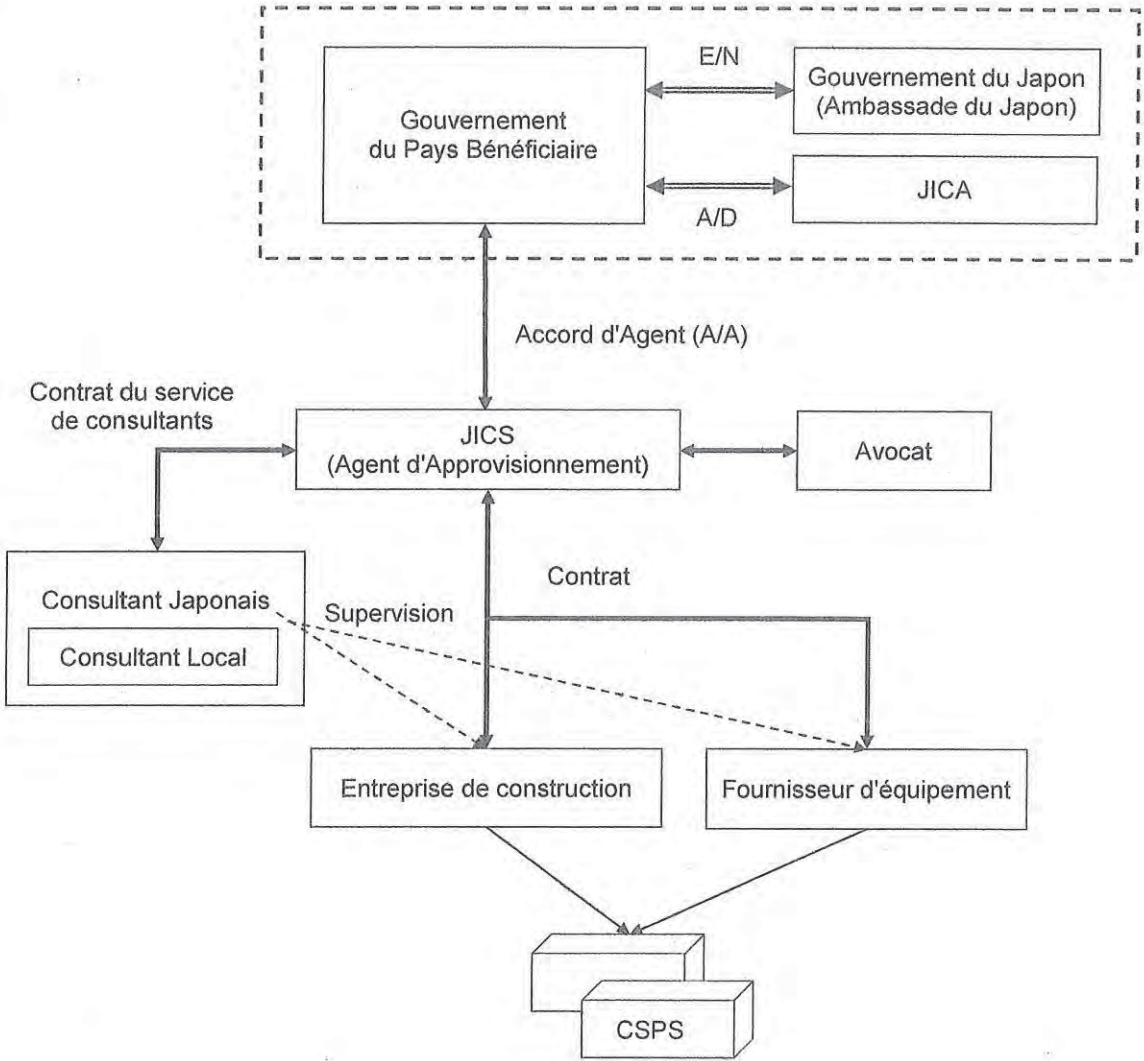 E/N
Gouvernement du Japon
(Ambassade du Japon)
Gouvernement
du Pays Bénéficiaire
JICA
A/D
Accord d'Agent (A/A)
Contrat du service
de consultants
JICS
(Agent d'Approvisionnement)
Avocat
Contrat
Consultant Japonais
Supervision
Consultant Local
Entreprise de construction
Fournisseur d'équipement
CSPS